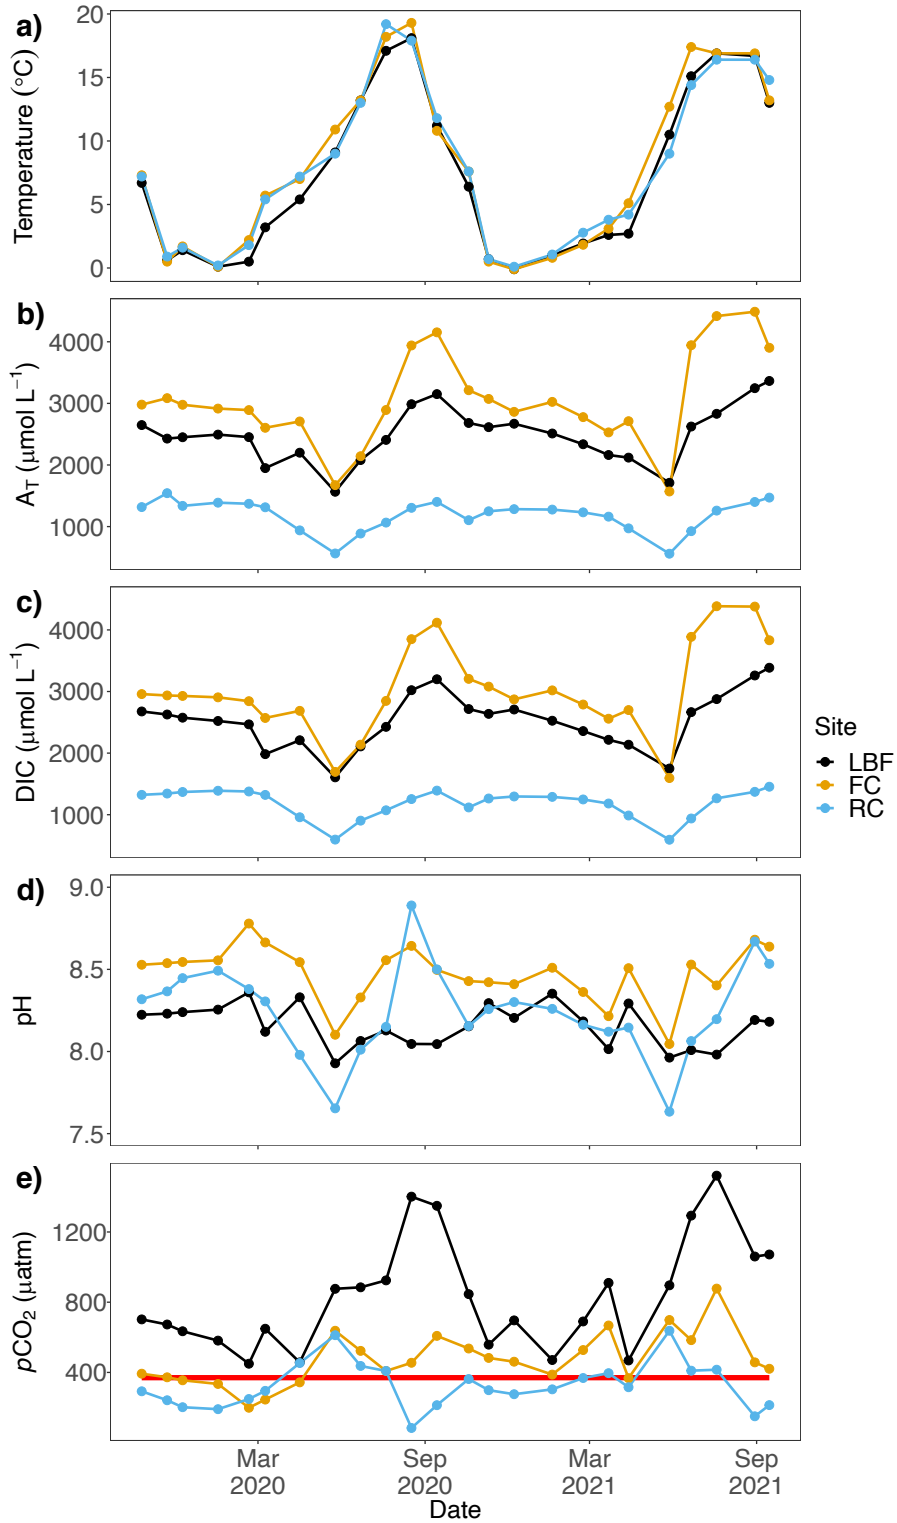 a)
Temperature (°C)
20
15
10
5
0
b)
A_T (μmol L⁻¹)
4000
3000
2000
1000
c)
DIC (μmol L⁻¹)
4000
3000
2000
1000
Site
LBF
FC
RC
d)
pH
9.0
8.5
8.0
7.5
e)
pCO₂ (μatm)
1200
800
400
Mar Sep Mar Sep
2020 2020 2021 2021
Date